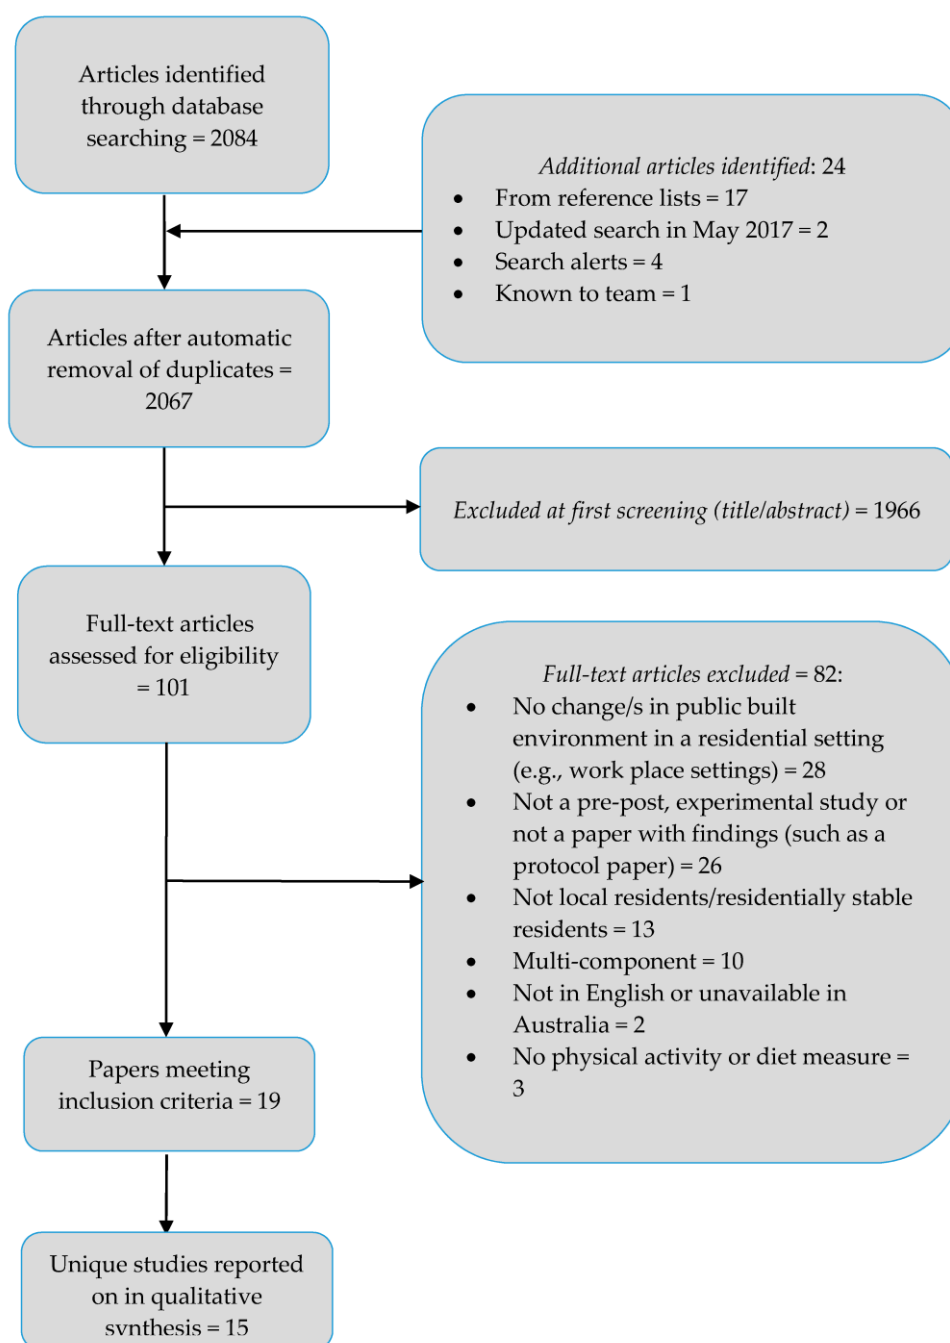 Articles identified
through database
searching = 2084
Additional articles identified: 24
• From reference lists = 17
• Updated search in May 2017 = 2
• Search alerts = 4
• Known to team = 1
Articles after automatic
removal of duplicates =
2067
Excluded at first screening (title/abstract) = 1966
Full-text articles
assessed for eligibility
= 101
Full-text articles excluded = 82:
• No change/s in public built
environment in a residential setting
(e.g., work place settings) = 28
• Not a pre-post, experimental study or
not a paper with findings (such as a
protocol paper) = 26
• Not local residents/residentially stable
residents = 13
• Multi-component = 10
• Not in English or unavailable in
Australia = 2
• No physical activity or diet measure =
3
Papers meeting
inclusion criteria = 19
Unique studies reported
on in qualitative
synthesis = 15